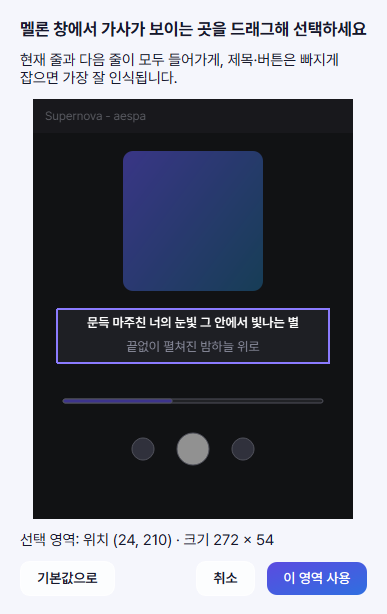 멜론 창에서 가사가 보이는 곳을 드래그해 선택하세요
현재 줄과 다음 줄이 모두 들어가게, 제목·버튼은 빠지게
잡으면 가장 잘 인식됩니다.
Supernova - aespa
문득 마주친 너의 눈빛 그 안에서 빛나는 별
끝없이 펼쳐진 밤하늘 위로
선택 영역: 위치 (24, 210) · 크기 272 × 54
기본값으로
취소
이 영역 사용